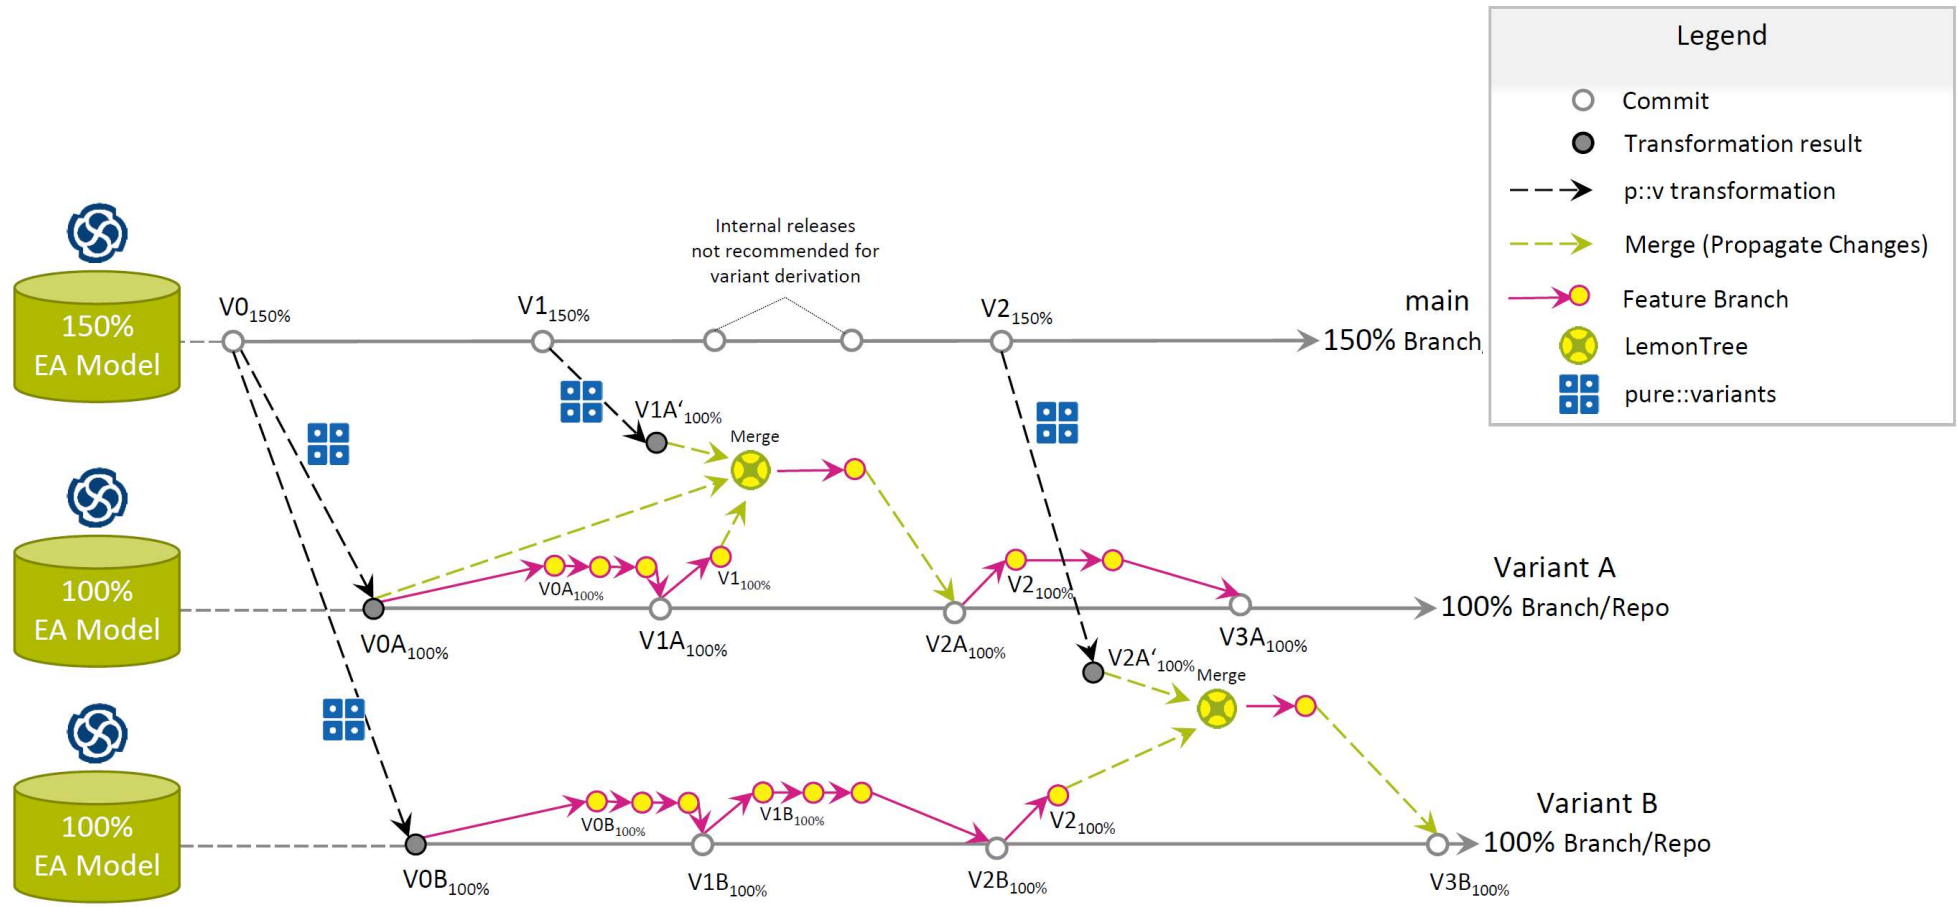 Legend
Commit
Transformation result
p::v transformation
Merge (Propagate Changes)
Feature Branch
LemonTree
pure::variants
Internal releases
not recommended for
variant derivation
150%
EA Model
V0150%
V1150%
V2150%
main
150% Branch
V1A‘100%
Merge
100%
EA Model
V0A100%
V0A100%
V1100%
V1A100%
V2A100%
V2100%
V3A100%
Variant A
100% Branch/Repo
V2A‘100%
Merge
100%
EA Model
V0B100%
V0B100%
V1B100%
V1B100%
V2B100%
V2100%
V3B100%
Variant B
100% Branch/Repo